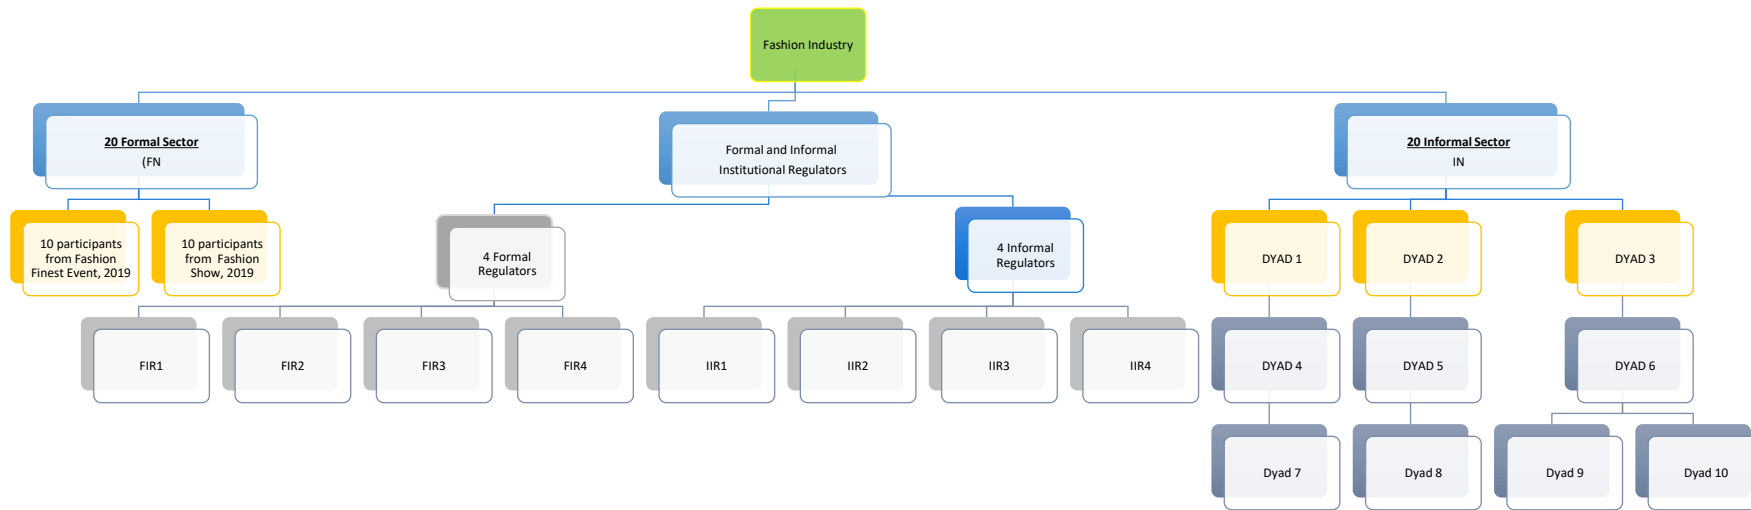 Fashion Industry
20 Formal Sector
(FN
Formal and Informal
Institutional Regulators
20 Informal Sector
IN
10 participants
from Fashion
Finest Event, 2019
10 participants
from Fashion
Show, 2019
4 Formal
Regulators
4 Informal
Regulators
DYAD 1
DYAD 2
DYAD 3
FIR1
FIR2
FIR3
FIR4
IIR1
IIR2
IIR3
IIR4
DYAD 4
DYAD 5
DYAD 6
Dyad 7
Dyad 8
Dyad 9
Dyad 10